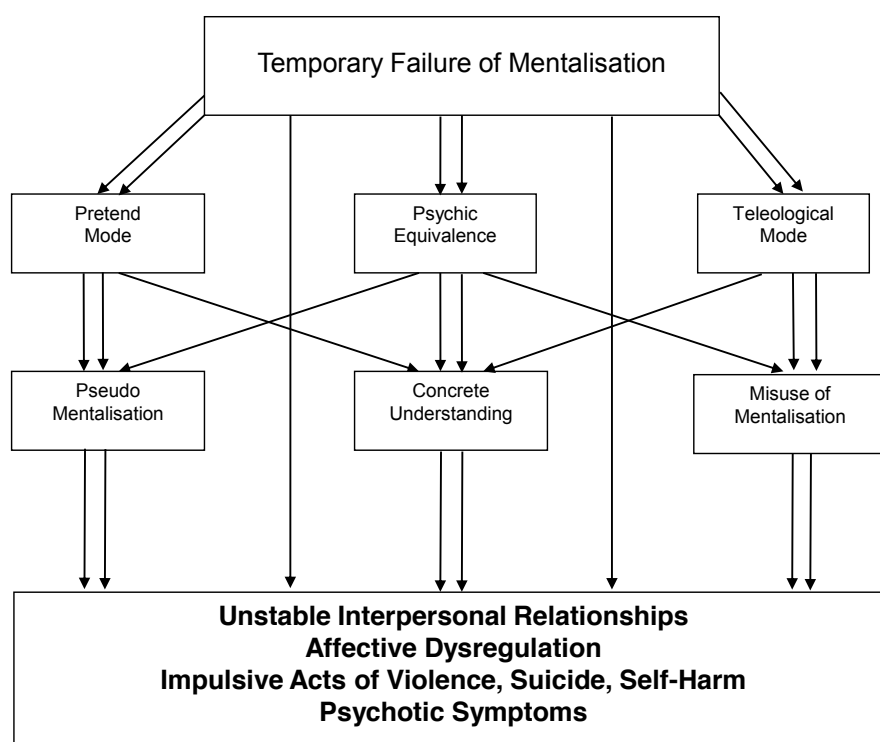 Temporary Failure of Mentalisation
Pretend
Mode
Psychic
Equivalence
Teleological
Mode
Pseudo
Mentalisation
Concrete
Understanding
Misuse of
Mentalisation
Unstable Interpersonal Relationships
Affective Dysregulation
Impulsive Acts of Violence, Suicide, Self-Harm
Psychotic Symptoms